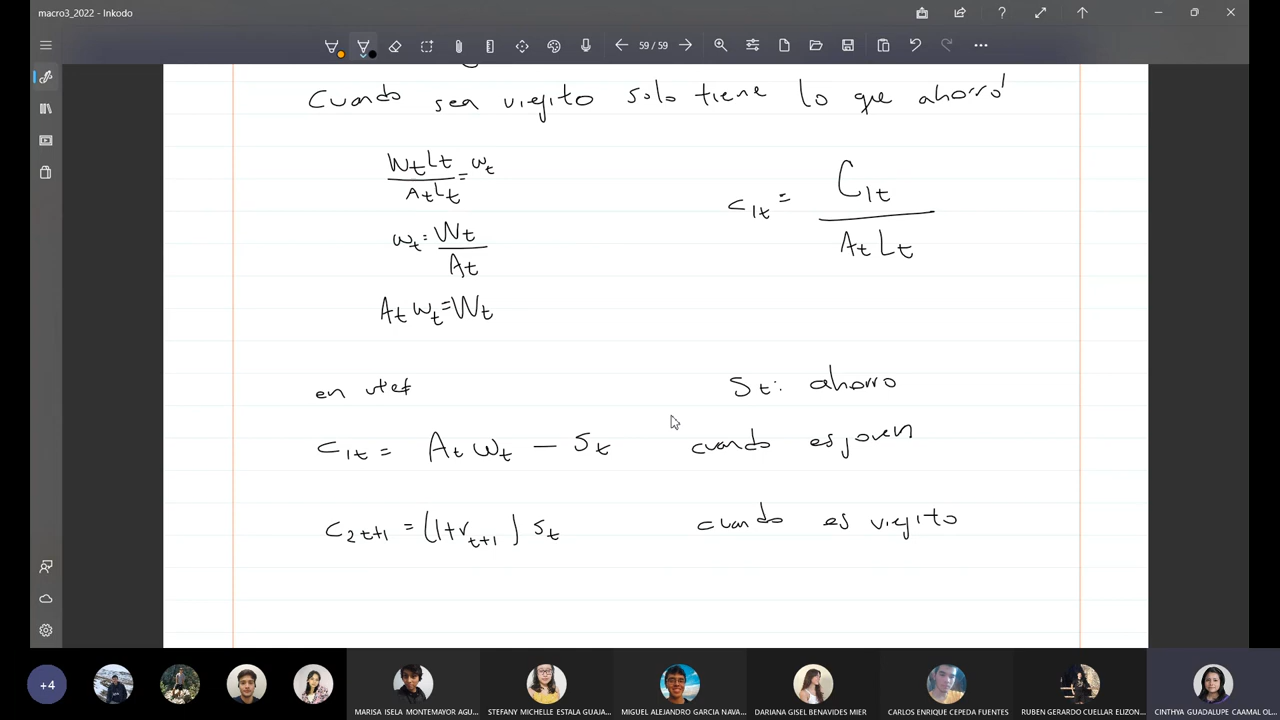 macro3_2022 - Inkodo
59 / 59
Cuando sea viejito solo tiene lo que ahorró
WtLt / AtLt = wt
wt = Wt / At
At wt = Wt
c1t = C1t / At Lt
en utef
St: ahorro
c1t = At wt − St cuando es joven
c2t+1 = (1+rt+1) St cuando es viejito
+4
MARISA ISELA MONTEMAYOR AGU...
STEFANY MICHELLE ESTALA GUAJA...
MIGUEL ALEJANDRO GARCIA NAVA...
DARIANA GISEL BENAVIDES MIER
CARLOS ENRIQUE CEPEDA FUENTES
RUBEN GERARDO CUELLAR ELIZON...
CINTHYA GUADALUPE CAAMAL OL...